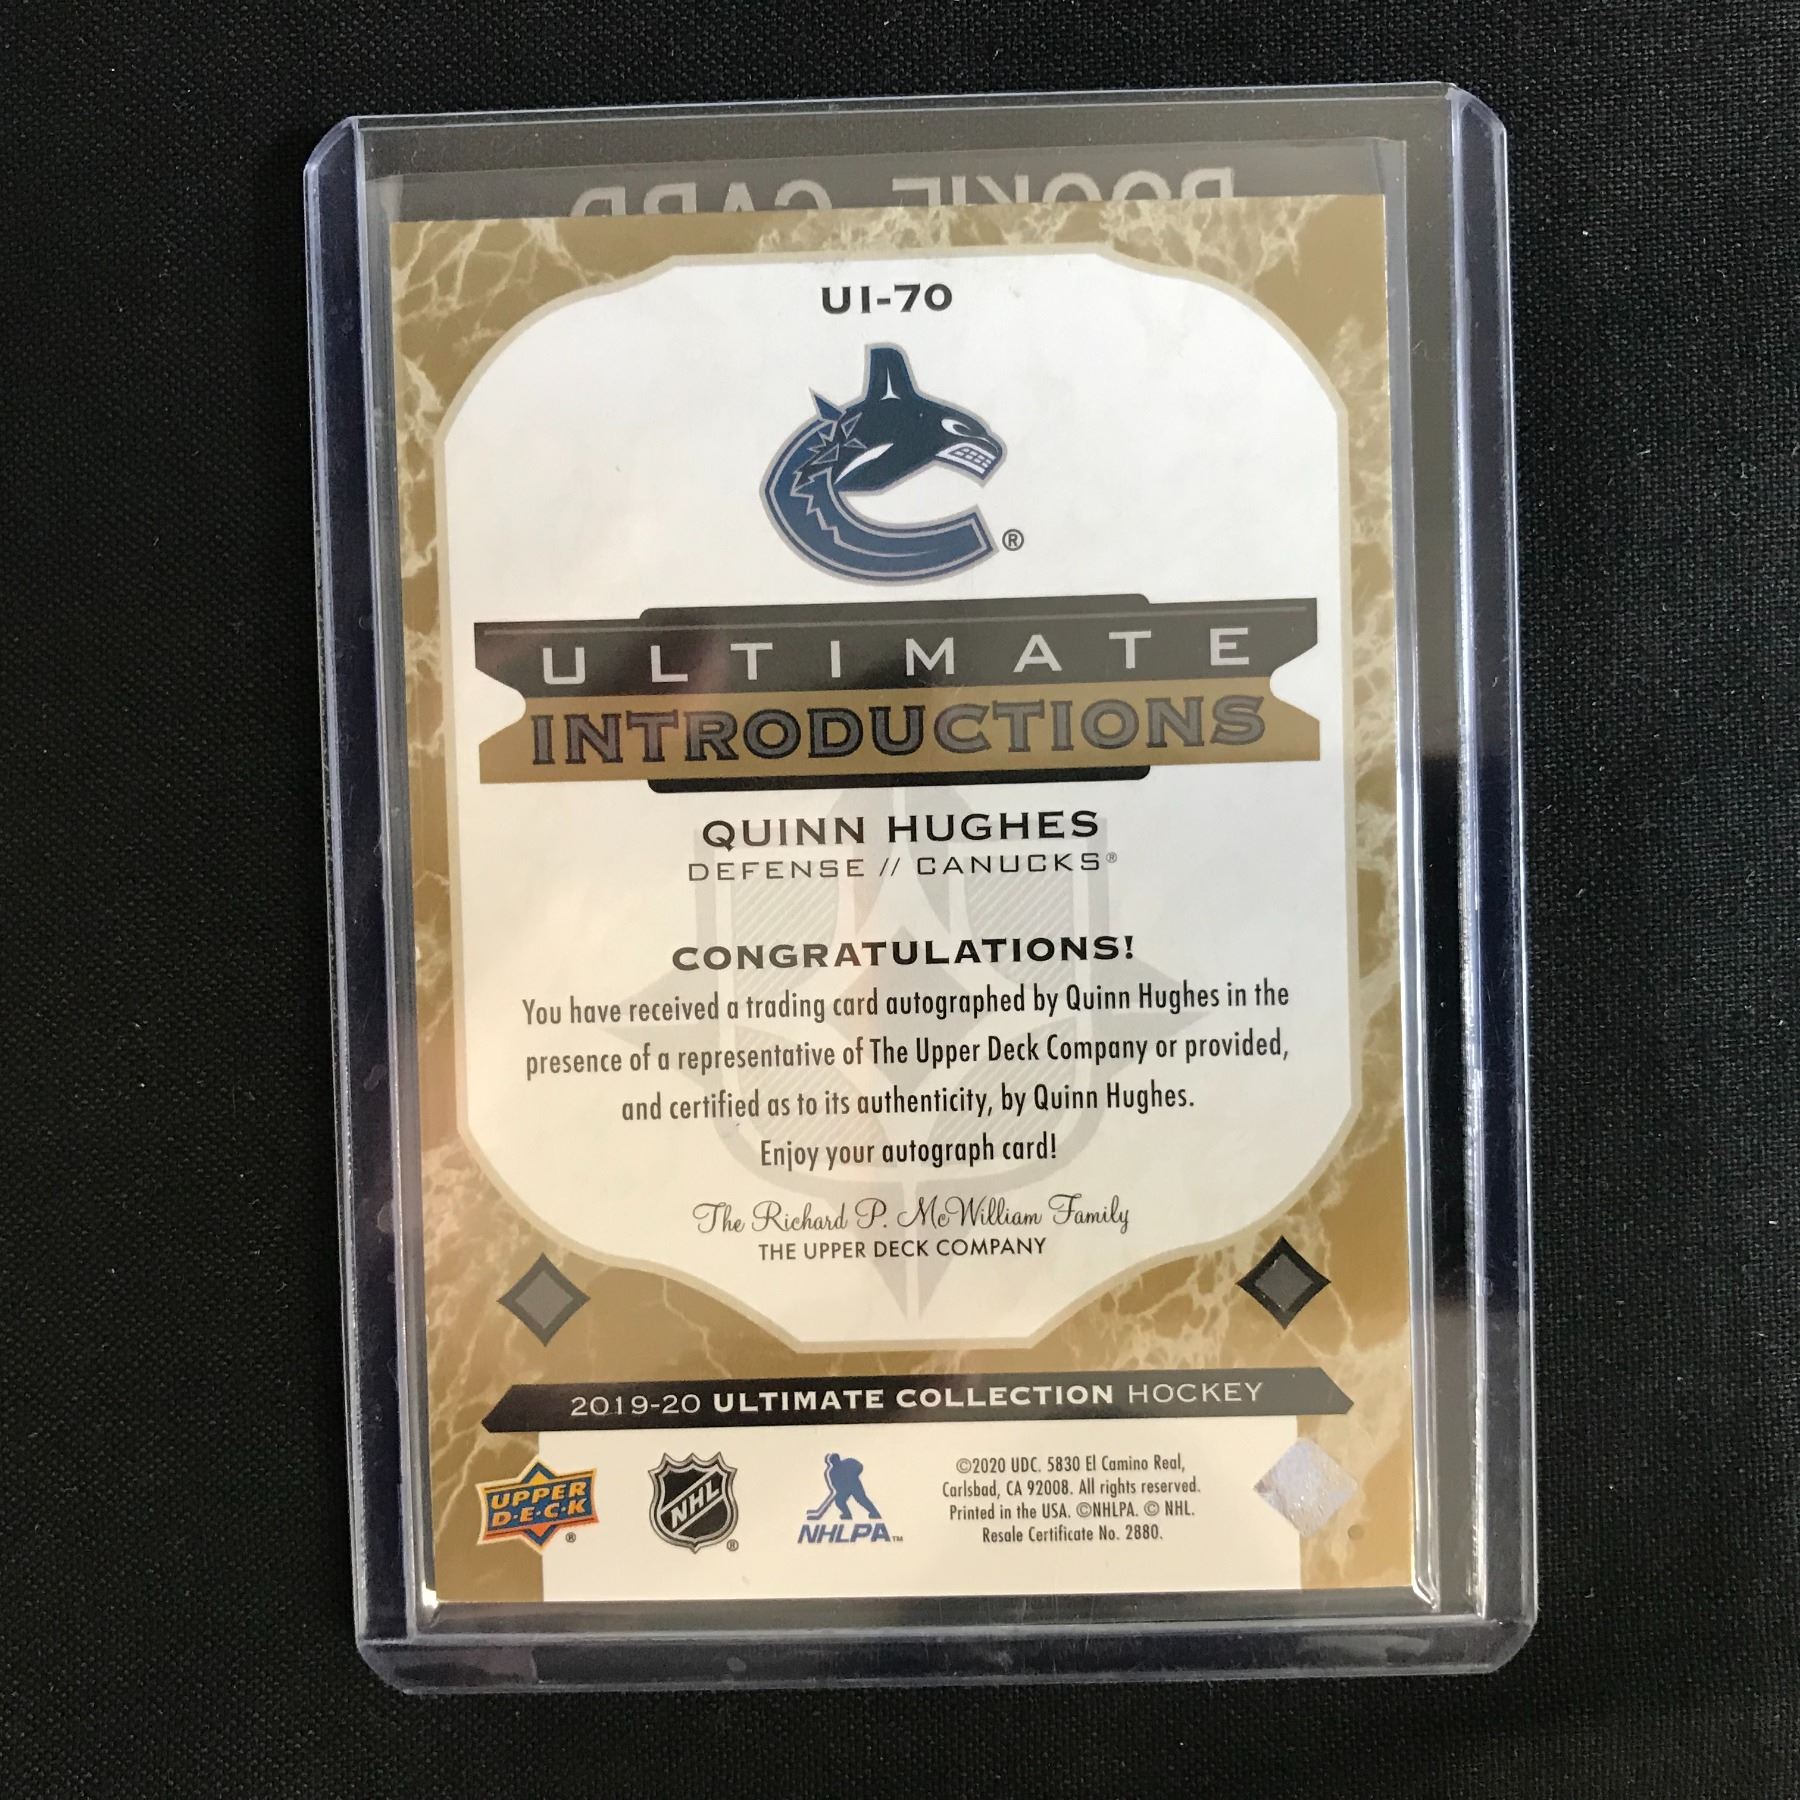 ROOKIE CARD
UI-70
®
ULTIMATE
INTRODUCTIONS
QUINN HUGHES
DEFENSE // CANUCKS®
CONGRATULATIONS!
You have received a trading card autographed by Quinn Hughes in the
presence of a representative of The Upper Deck Company or provided,
and certified as to its authenticity, by Quinn Hughes.
Enjoy your autograph card!
The Richard P. McWilliam Family
THE UPPER DECK COMPANY
2019-20 ULTIMATE COLLECTION HOCKEY
UPPER
D·E·C·K
®
NHL
®
NHLPA™
©2020 UDC. 5830 El Camino Real,
Carlsbad, CA 92008. All rights reserved.
Printed in the USA. ©NHLPA. © NHL.
Resale Certificate No. 2880.